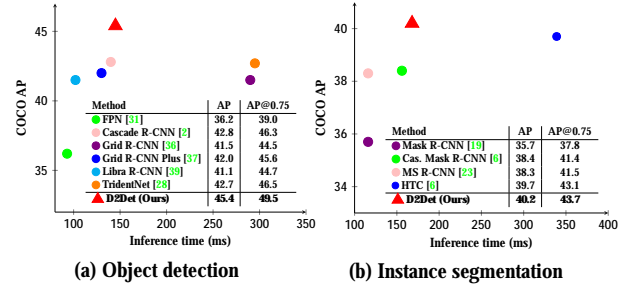 COCO AP
45
42
35
Method AP AP@0.75
FPN [31] 36.2 39.0
Cascade R-CNN [2] 42.8 46.3
Grid R-CNN [36] 41.5 44.5
Grid R-CNN Plus [37] 42.0 45.6
Libra R-CNN [39] 41.1 44.7
TridentNet [28] 42.7 46.5
D2Det (Ours) 45.4 49.5
100 150 200 250 300 350
Inference time (ms)
(a) Object detection
COCO AP
40
38
36
33
Method AP AP@0.75
Mask R-CNN [19] 35.7 37.8
Cas. Mask R-CNN [6] 38.4 41.4
MS R-CNN [23] 38.3 41.5
HTC [6] 39.7 43.1
D2Det (Ours) 40.2 43.7
100 150 200 250 300 350 400
Inference time (ms)
(b) Instance segmentation